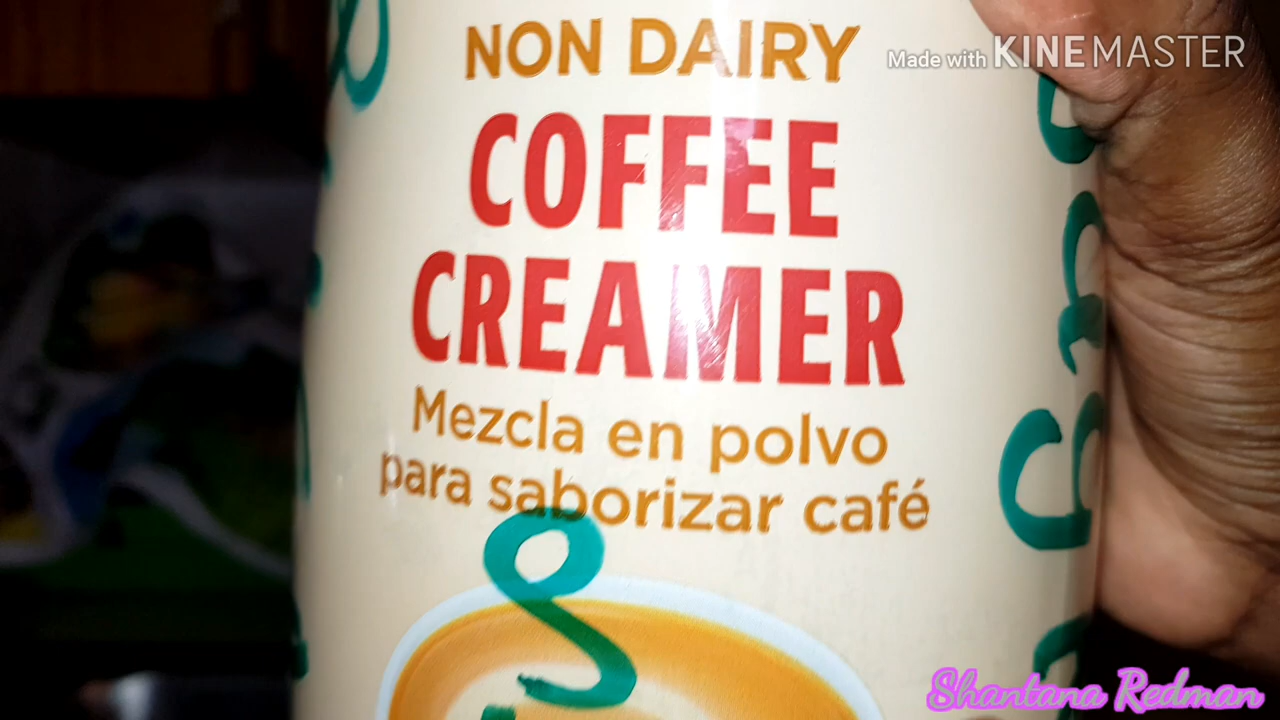 NON DAIRY
Made with KINEMASTER
COFFEE
CREAMER
Mezcla en polvo
para saborizar café
Shantana Redman